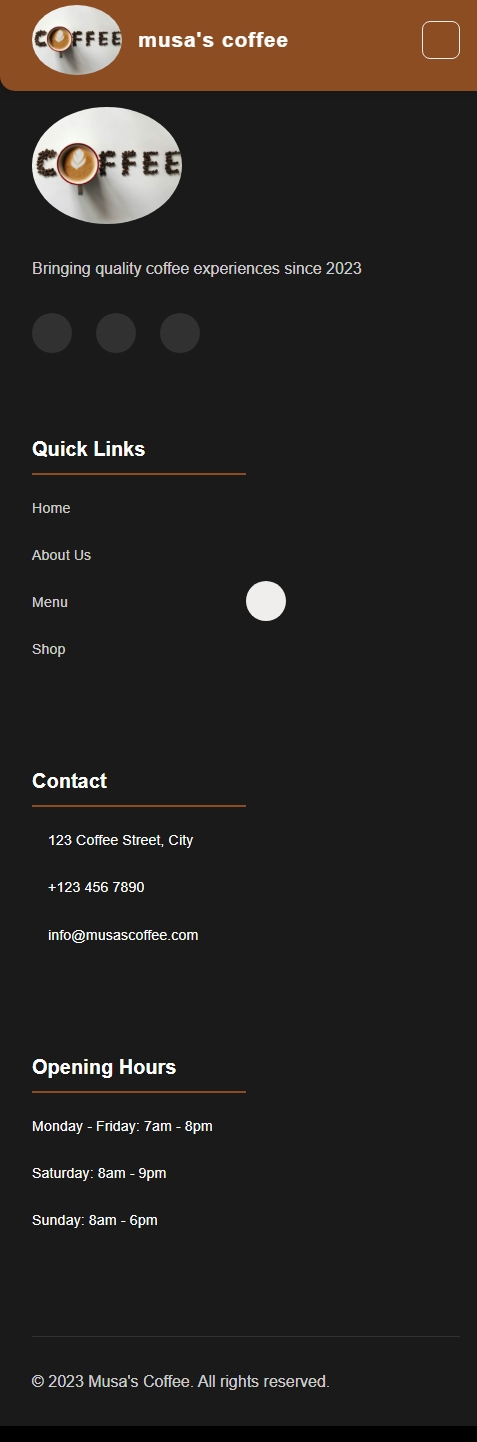 COFFEE
musa's coffee
COFFEE
Bringing quality coffee experiences since 2023
Quick Links
Home
About Us
Menu
Shop
Contact
123 Coffee Street, City
+123 456 7890
info@musascoffee.com
Opening Hours
Monday - Friday: 7am - 8pm
Saturday: 8am - 9pm
Sunday: 8am - 6pm
© 2023 Musa's Coffee. All rights reserved.